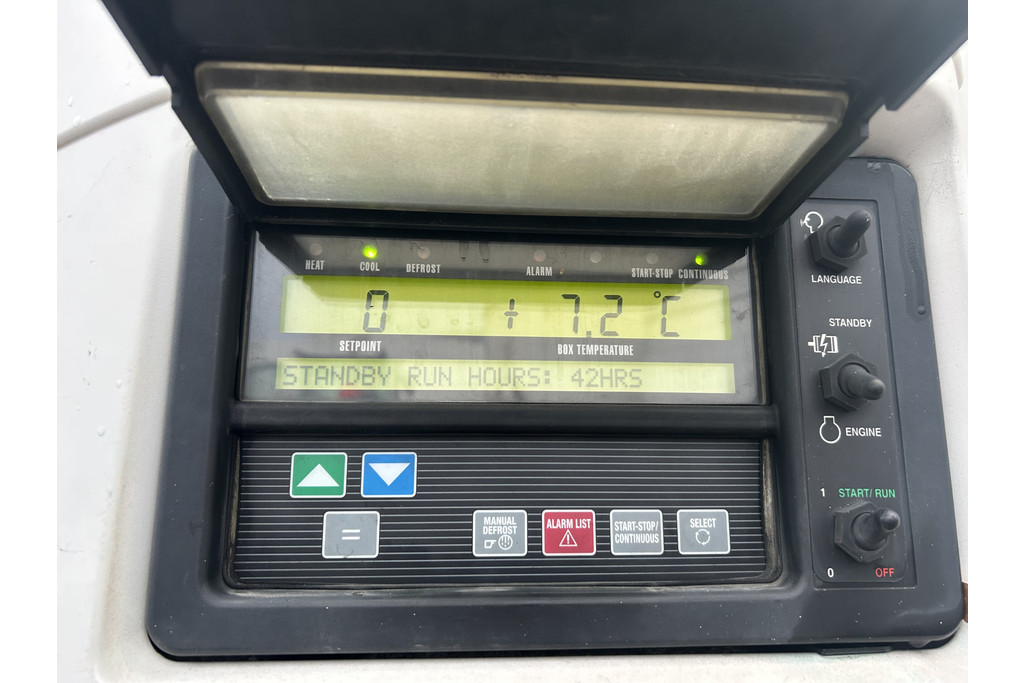 HEAT COOL DEFROST ALARM START-STOP CONTINUOUS
0 + 7.2 °C
SETPOINT BOX TEMPERATURE
STANDBY RUN HOURS: 42HRS
MANUAL DEFROST
ALARM LIST
START-STOP/
CONTINUOUS
SELECT
=
LANGUAGE
STANDBY
ENGINE
1 START/RUN
0 OFF